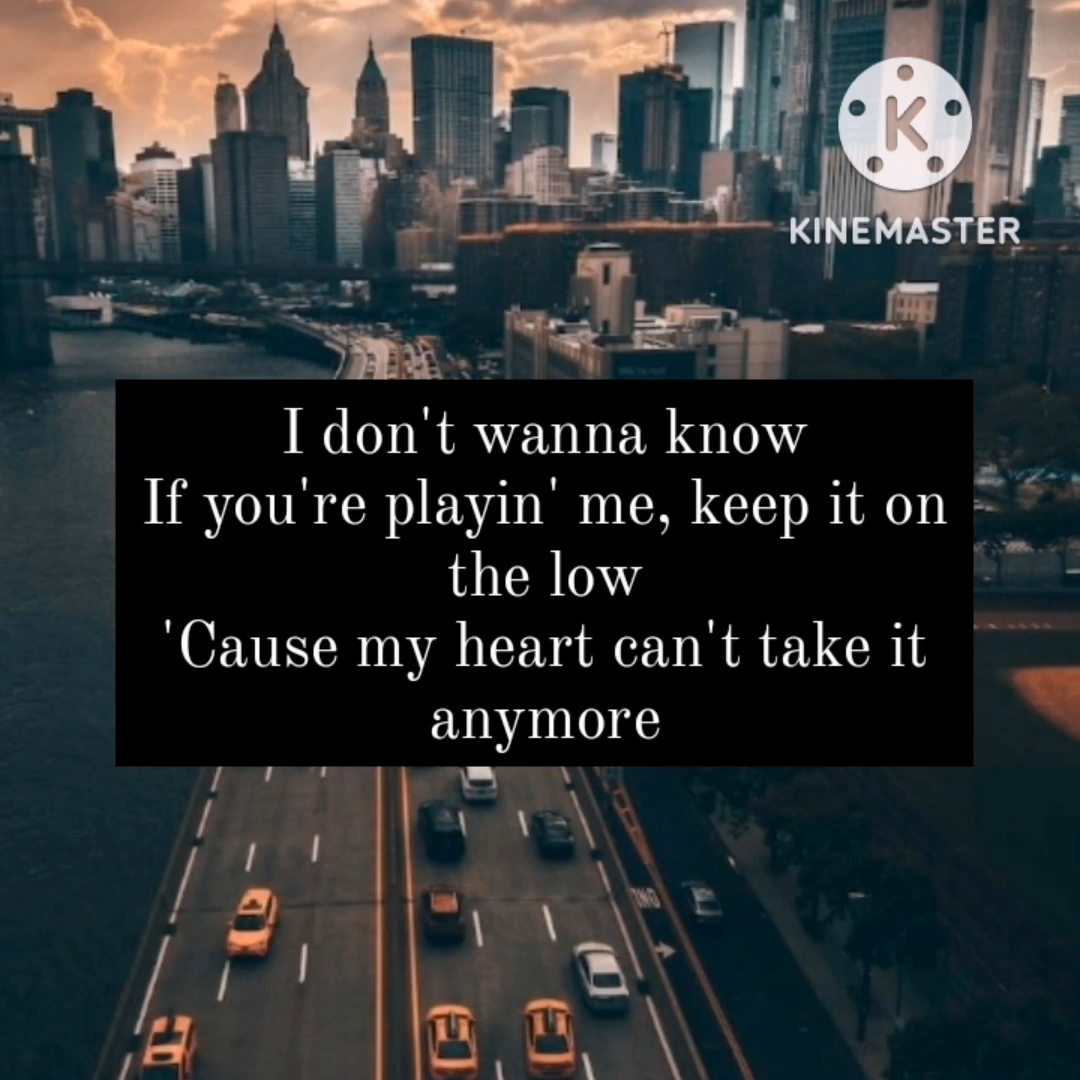 K
KINEMASTER
I don't wanna know
If you're playin' me, keep it on
the low
'Cause my heart can't take it
anymore